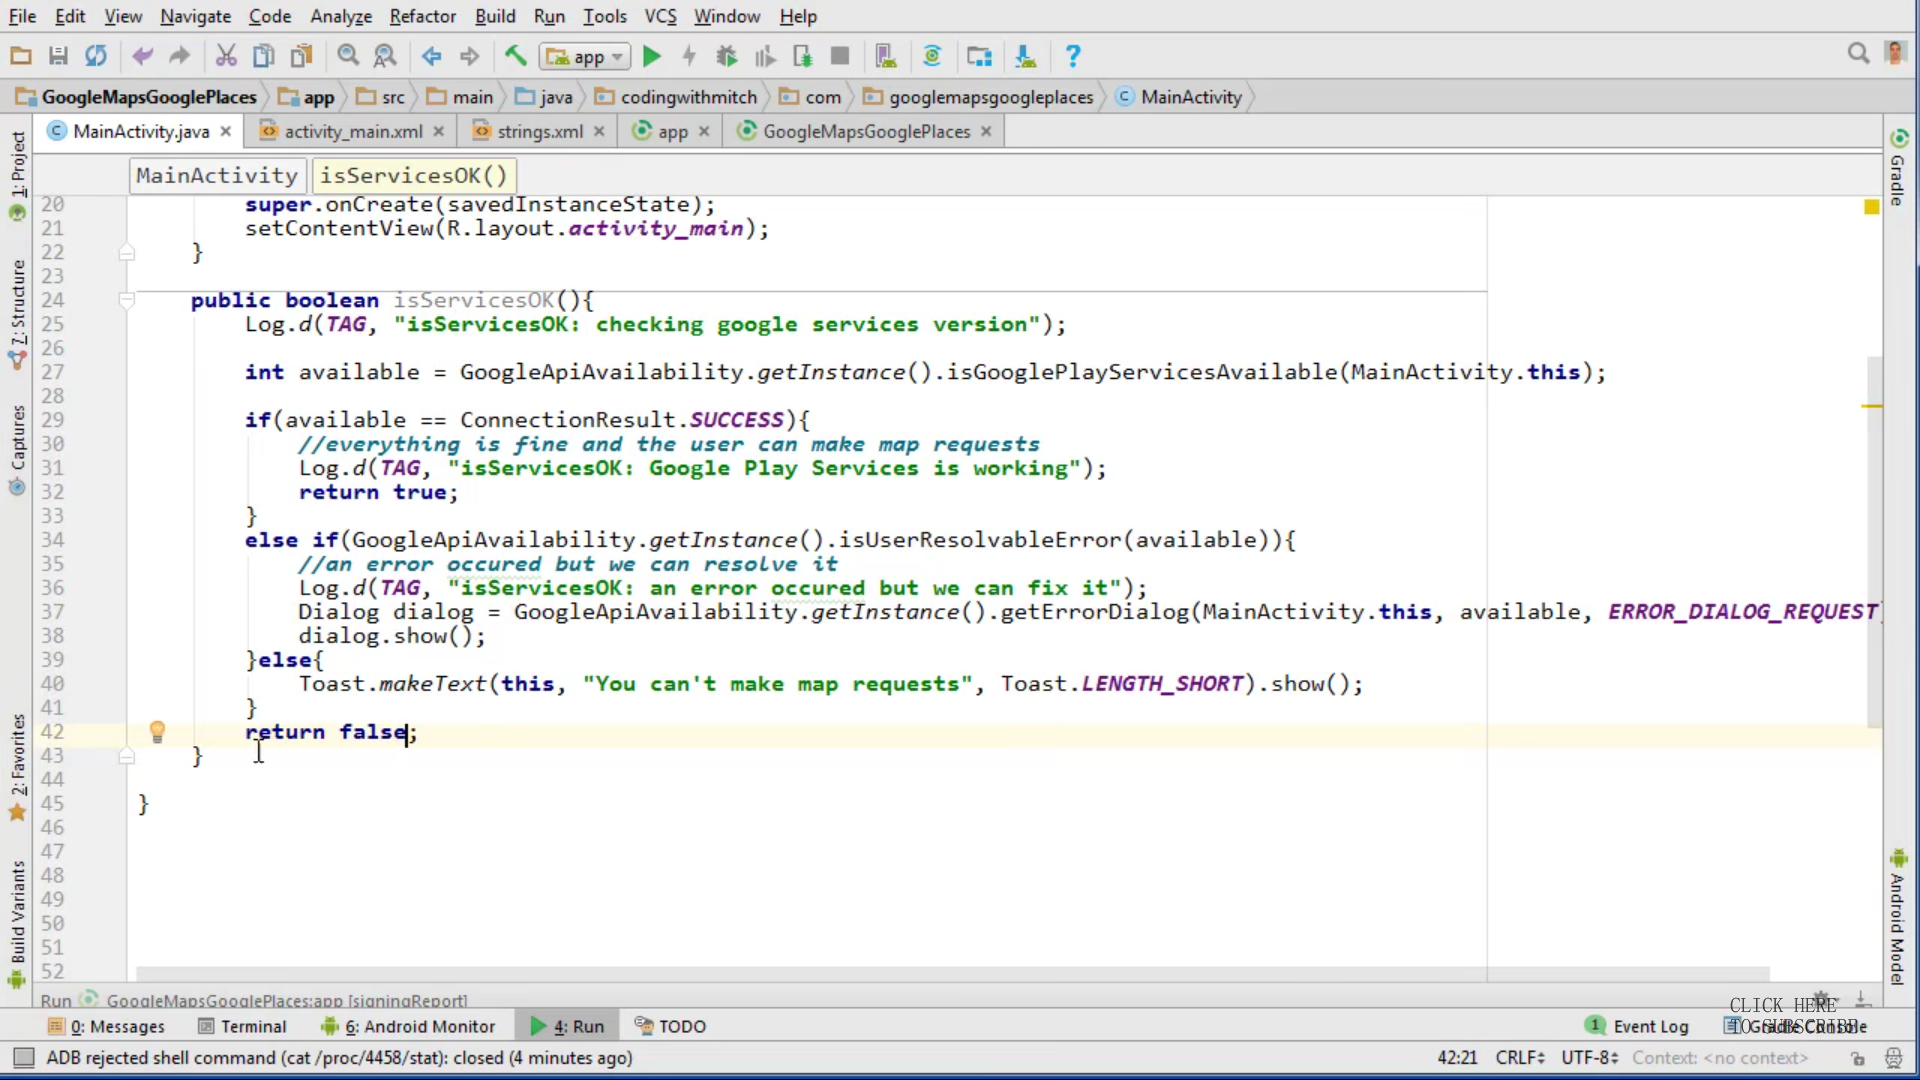 File Edit View Navigate Code Analyze Refactor Build Run Tools VCS Window Help
app
GoogleMapsGooglePlaces app src main java codingwithmitch com googlemapsgoogleplaces MainActivity
MainActivity.java activity_main.xml strings.xml app GoogleMapsGooglePlaces
MainActivity isServicesOK()
20 super.onCreate(savedInstanceState);
21 setContentView(R.layout.activity_main);
22 }
23
24 public boolean isServicesOK(){
25 Log.d(TAG, "isServicesOK: checking google services version");
26
27 int available = GoogleApiAvailability.getInstance().isGooglePlayServicesAvailable(MainActivity.this);
28
29 if(available == ConnectionResult.SUCCESS){
30 //everything is fine and the user can make map requests
31 Log.d(TAG, "isServicesOK: Google Play Services is working");
32 return true;
33 }
34 else if(GoogleApiAvailability.getInstance().isUserResolvableError(available)){
35 //an error occured but we can resolve it
36 Log.d(TAG, "isServicesOK: an error occured but we can fix it");
37 Dialog dialog = GoogleApiAvailability.getInstance().getErrorDialog(MainActivity.this, available, ERROR_DIALOG_REQUEST)
38 dialog.show();
39 }else{
40 Toast.makeText(this, "You can't make map requests", Toast.LENGTH_SHORT).show();
41 }
42 return false;
43 }
44
45 }
46
47
48
49
50
51
52
1: Project
7: Structure
Captures
2: Favorites
Build Variants
Gradle
Android Model
Run GoogleMapsGooglePlaces:app [signingReport]
0: Messages Terminal 6: Android Monitor 4: Run TODO 1 Event Log Gradle Console
CLICK HERE
TO SUBSCRIBE
ADB rejected shell command (cat /proc/4458/stat): closed (4 minutes ago) 42:21 CRLF UTF-8 Context: <no context>